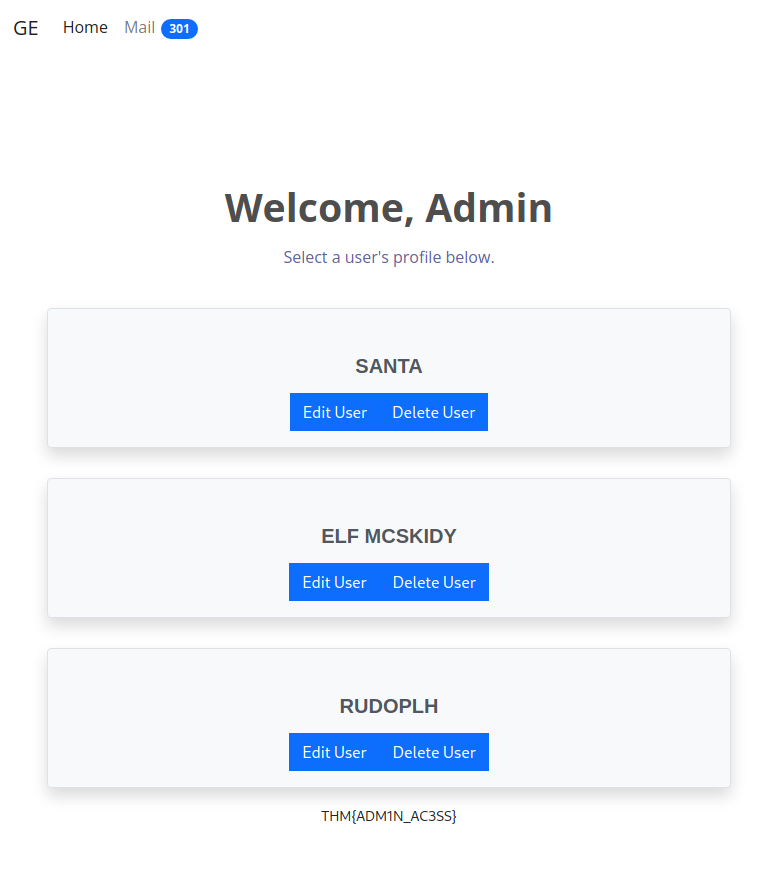 GE Home Mail 301
Welcome, Admin
Select a user's profile below.
SANTA
Edit User Delete User
ELF MCSKIDY
Edit User Delete User
RUDOPLH
Edit User Delete User
THM{ADM1N_AC3SS}